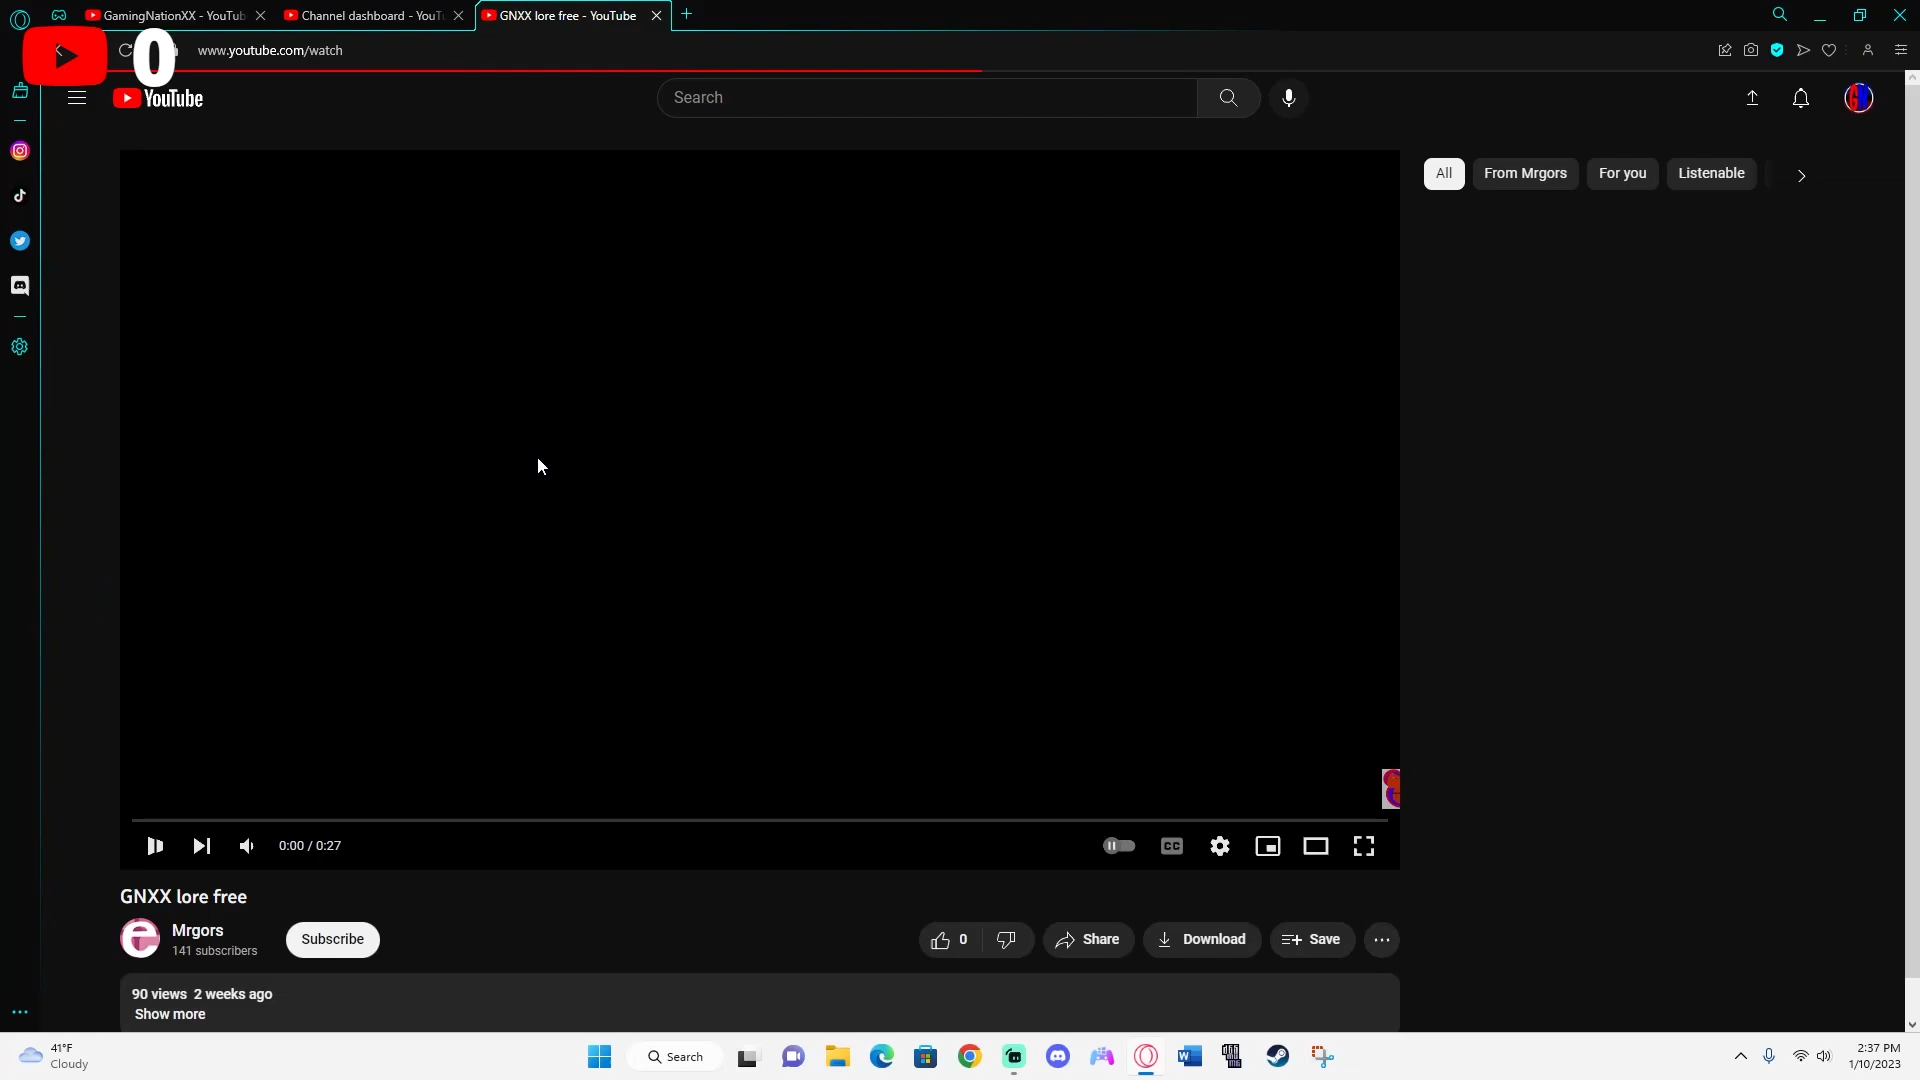 GamingNationXX - YouTub
Channel dashboard - YouTu
GNXX lore free - YouTube
www.youtube.com/watch
0
YouTube
Search
All
From Mrgors
For you
Listenable
0:00 / 0:27
CC
GNXX lore free
Mrgors
141 subscribers
Subscribe
0
Share
Download
Save
90 views 2 weeks ago
Show more
41°F
Cloudy
Search
2:37 PM
1/10/2023